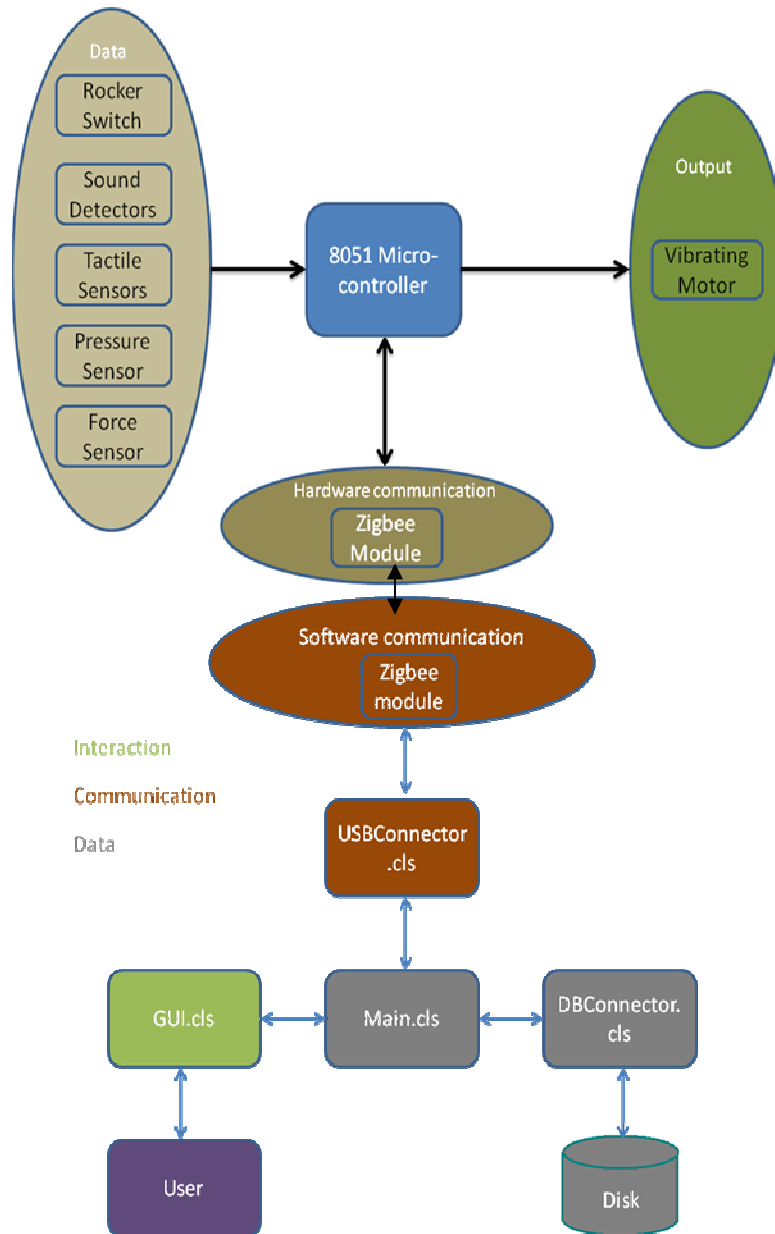 Data
Rocker
Switch
Sound
Detectors
Tactile
Sensors
Pressure
Sensor
Force
Sensor
8051 Micro-
controller
Output
Vibrating
Motor
Hardware communication
Zigbee
Module
Software communication
Zigbee
module
Interaction
Communication
Data
USBConnector
.cls
GUI.cls
Main.cls
DBConnector.
cls
User
Disk